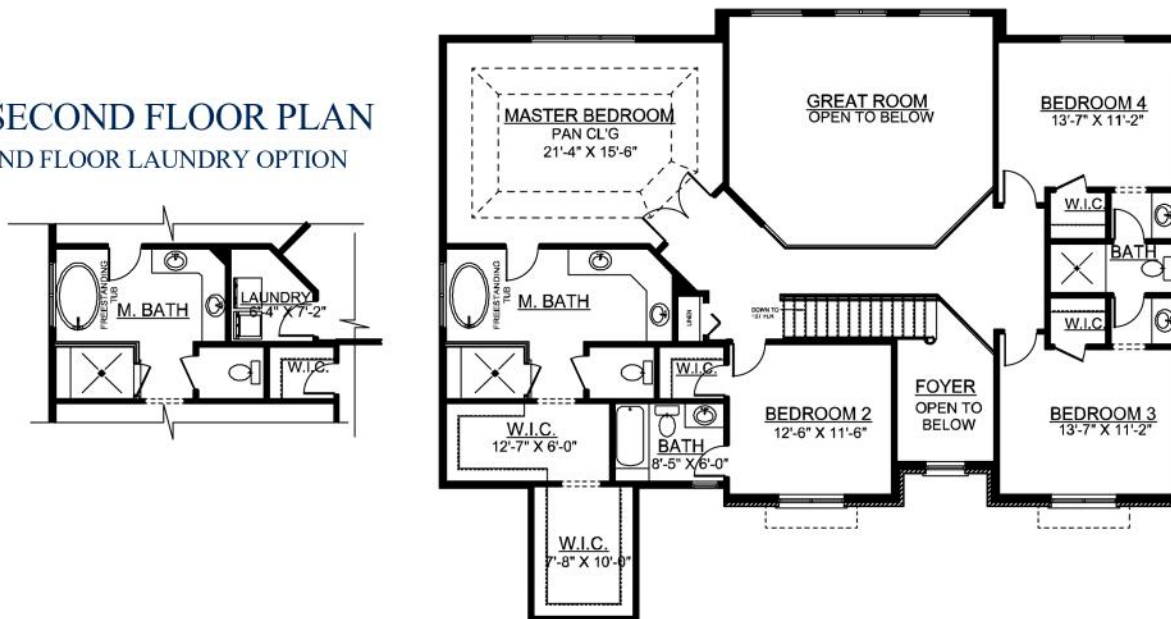 SECOND FLOOR PLAN
ND FLOOR LAUNDRY OPTION
FREESTANDING
TUB
M. BATH
LAUNDRY
6'-4" X 7'-2"
W.I.C.
MASTER BEDROOM
PAN CL'G
21'-4" X 15'-6"
GREAT ROOM
OPEN TO BELOW
BEDROOM 4
13'-7" X 11'-2"
W.I.C.
BATH
W.I.C.
FREESTANDING
TUB
M. BATH
LINEN
DOWN TO
1ST FLR
W.I.C.
BEDROOM 2
12'-6" X 11'-6"
FOYER
OPEN TO
BELOW
BEDROOM 3
13'-7" X 11'-2"
W.I.C.
12'-7" X 6'-0"
BATH
8'-5" X 6'-0"
W.I.C.
7'-8" X 10'-0"